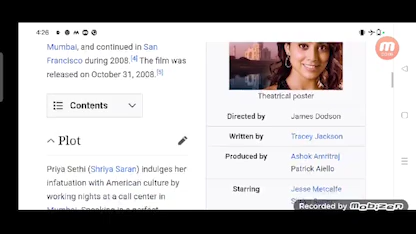 4:26
Mumbai, and continued in San
Francisco during 2008.[4] The film was
released on October 31, 2008.[5]
Contents
Plot
Priya Sethi (Shriya Saran) indulges her
infatuation with American culture by
working nights at a call center in
Theatrical poster
Directed by James Dodson
Written by Tracey Jackson
Produced by Ashok Amritraj
Patrick Aiello
Starring Jesse Metcalfe
Recorded by Mobizen